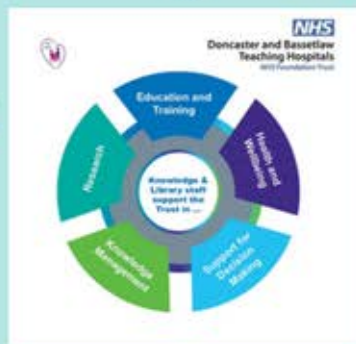 NHS
Doncaster and Bassetlaw
Teaching Hospitals
NHS Foundation Trust
Education and
Training
Health and
Wellbeing
Support for
Decision
Making
Knowledge
Management
Research
Knowledge &
Library staff
support the
Trust in ...